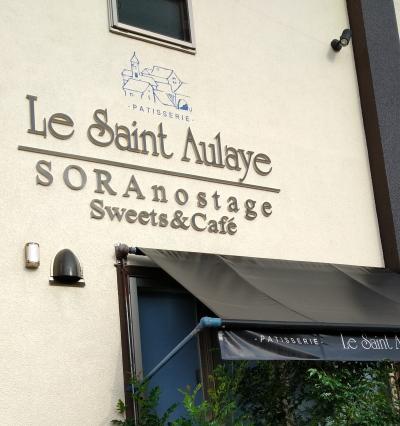 -PATISSERIE-
Le Saint Aulaye
SORAnostage
Sweets&Café
-PATISSERIE- Le Saint A